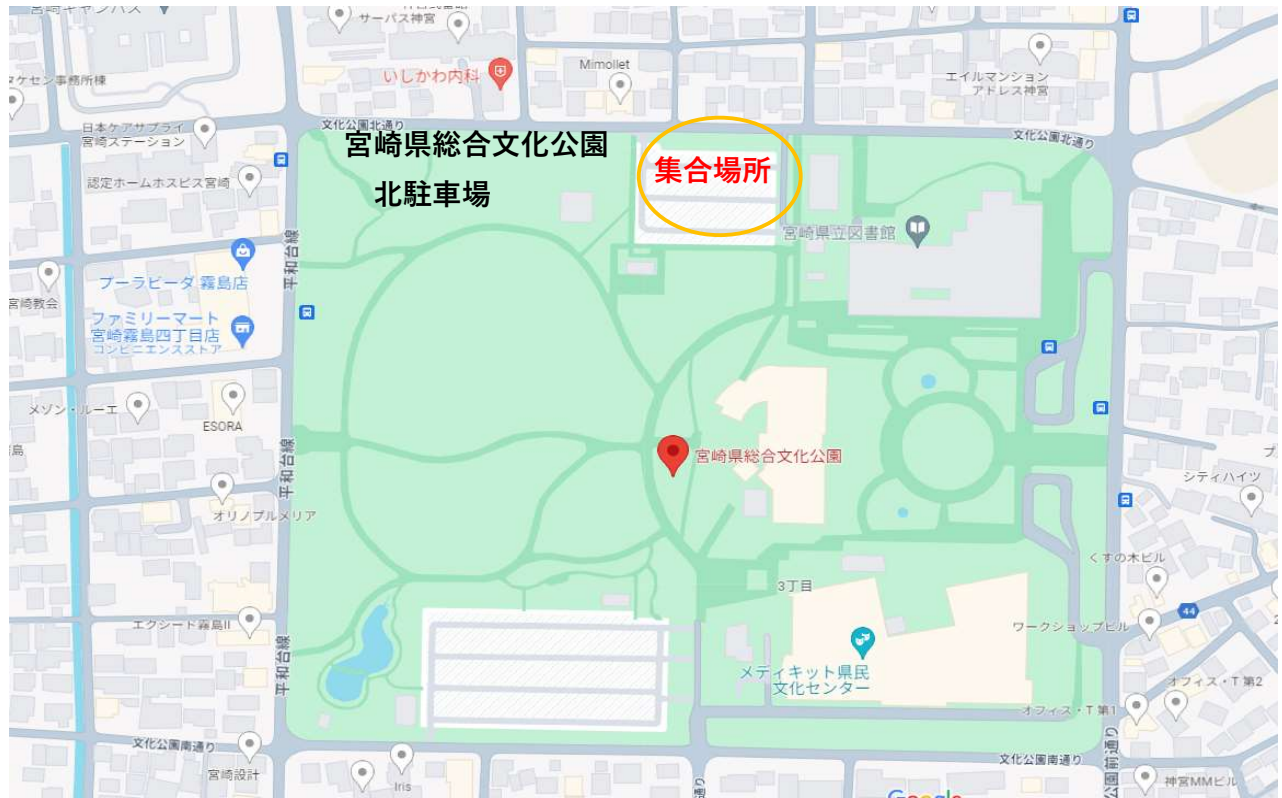 宮崎キャンパス
サーパス神宮
いしかわ内科
Mimollet
エイルマンション
アドレス神宮
タケセン事務所棟
日本ケアサプライ
宮崎ステーション
文化公園北通り
文化公園北通り
宮崎県総合文化公園
北駐車場
集合場所
認定ホームホスピス宮崎
宮崎県立図書館
平和台線
プーラビーダ 霧島店
宮崎教会
ファミリーマート
宮崎霧島四丁目店
コンビニエンスストア
メゾン・ルーエ
ESORA
島
平和台線
宮崎県総合文化公園
シティハイツ
オリノプルメリア
くすの木ビル
3丁目
44
エクシード霧島II
ワークショップビル
平和台線
メディキット県民
文化センター
オフィス・T 第2
オフィス・T 第1
文化公園南通り
文化公園南通り
宮崎設計
Iris
公園前通り
神宮MMビル
Google